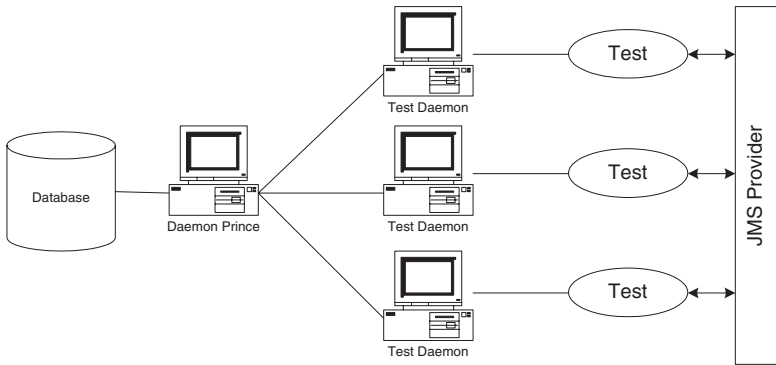 Database
Daemon Prince
Test Daemon
Test Daemon
Test Daemon
Test
Test
Test
JMS Provider